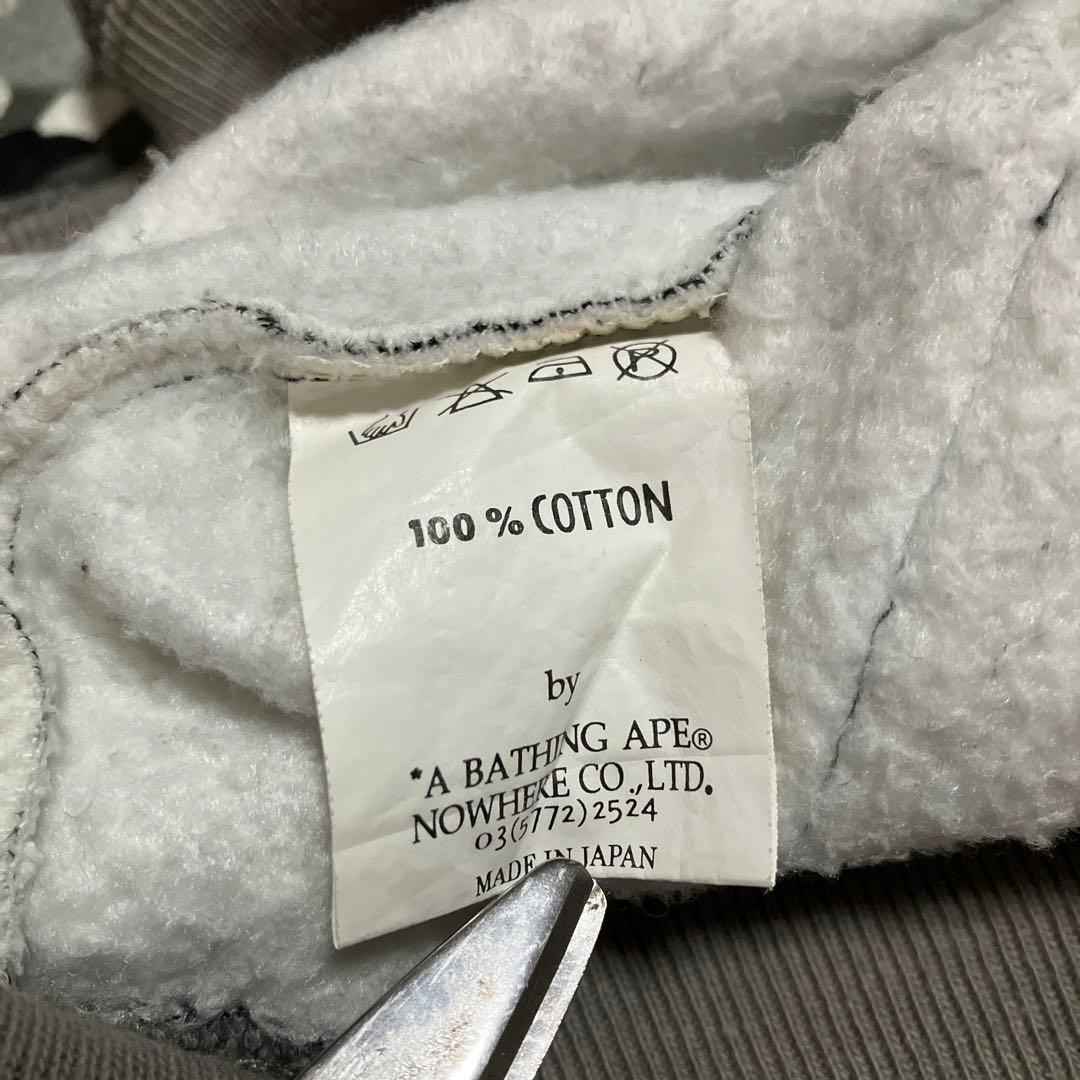 100 % COTTON
by
*A BATHING APE®
NOWHERE CO.,LTD.
03(5772)2524
MADE IN JAPAN